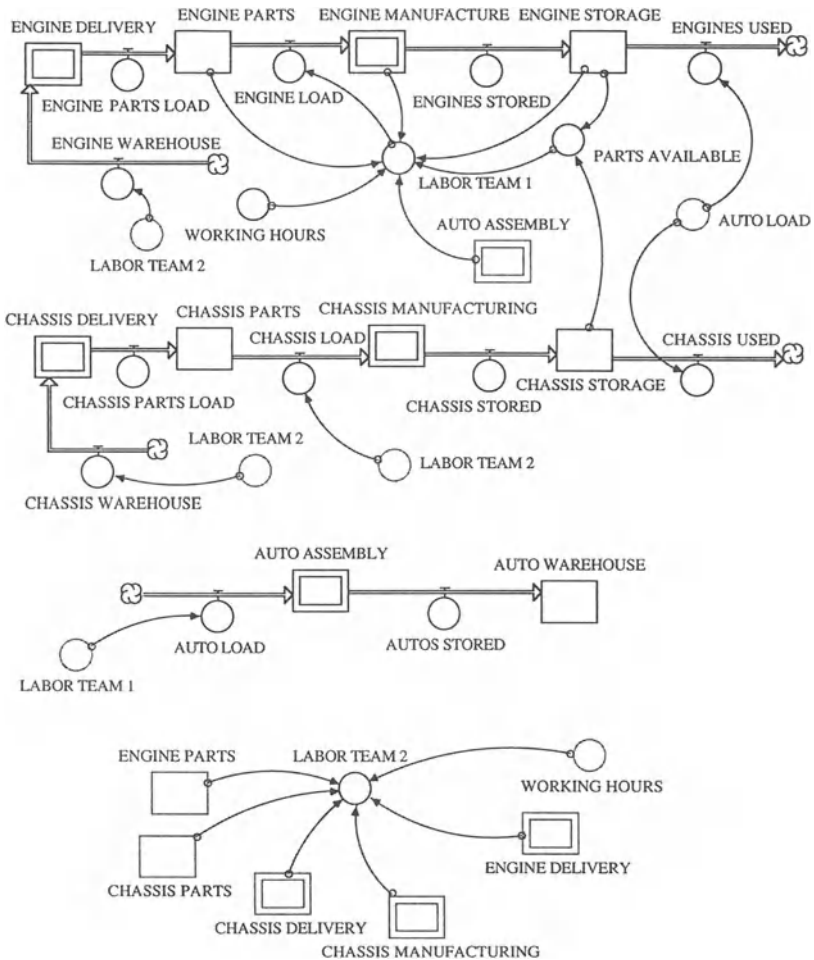 ENGINE DELIVERY
ENGINE PARTS
ENGINE MANUFACTURE
ENGINE STORAGE
ENGINES USED
ENGINE PARTS LOAD
ENGINE LOAD
ENGINES STORED
ENGINE WAREHOUSE
PARTS AVAILABLE
LABOR TEAM 1
WORKING HOURS
AUTO ASSEMBLY
AUTO LOAD
LABOR TEAM 2
CHASSIS DELIVERY
CHASSIS PARTS
CHASSIS LOAD
CHASSIS MANUFACTURING
CHASSIS USED
CHASSIS PARTS LOAD
CHASSIS STORED
CHASSIS STORAGE
LABOR TEAM 2
LABOR TEAM 2
CHASSIS WAREHOUSE
AUTO ASSEMBLY
AUTO WAREHOUSE
AUTO LOAD
AUTOS STORED
LABOR TEAM 1
ENGINE PARTS
LABOR TEAM 2
WORKING HOURS
CHASSIS PARTS
ENGINE DELIVERY
CHASSIS DELIVERY
CHASSIS MANUFACTURING